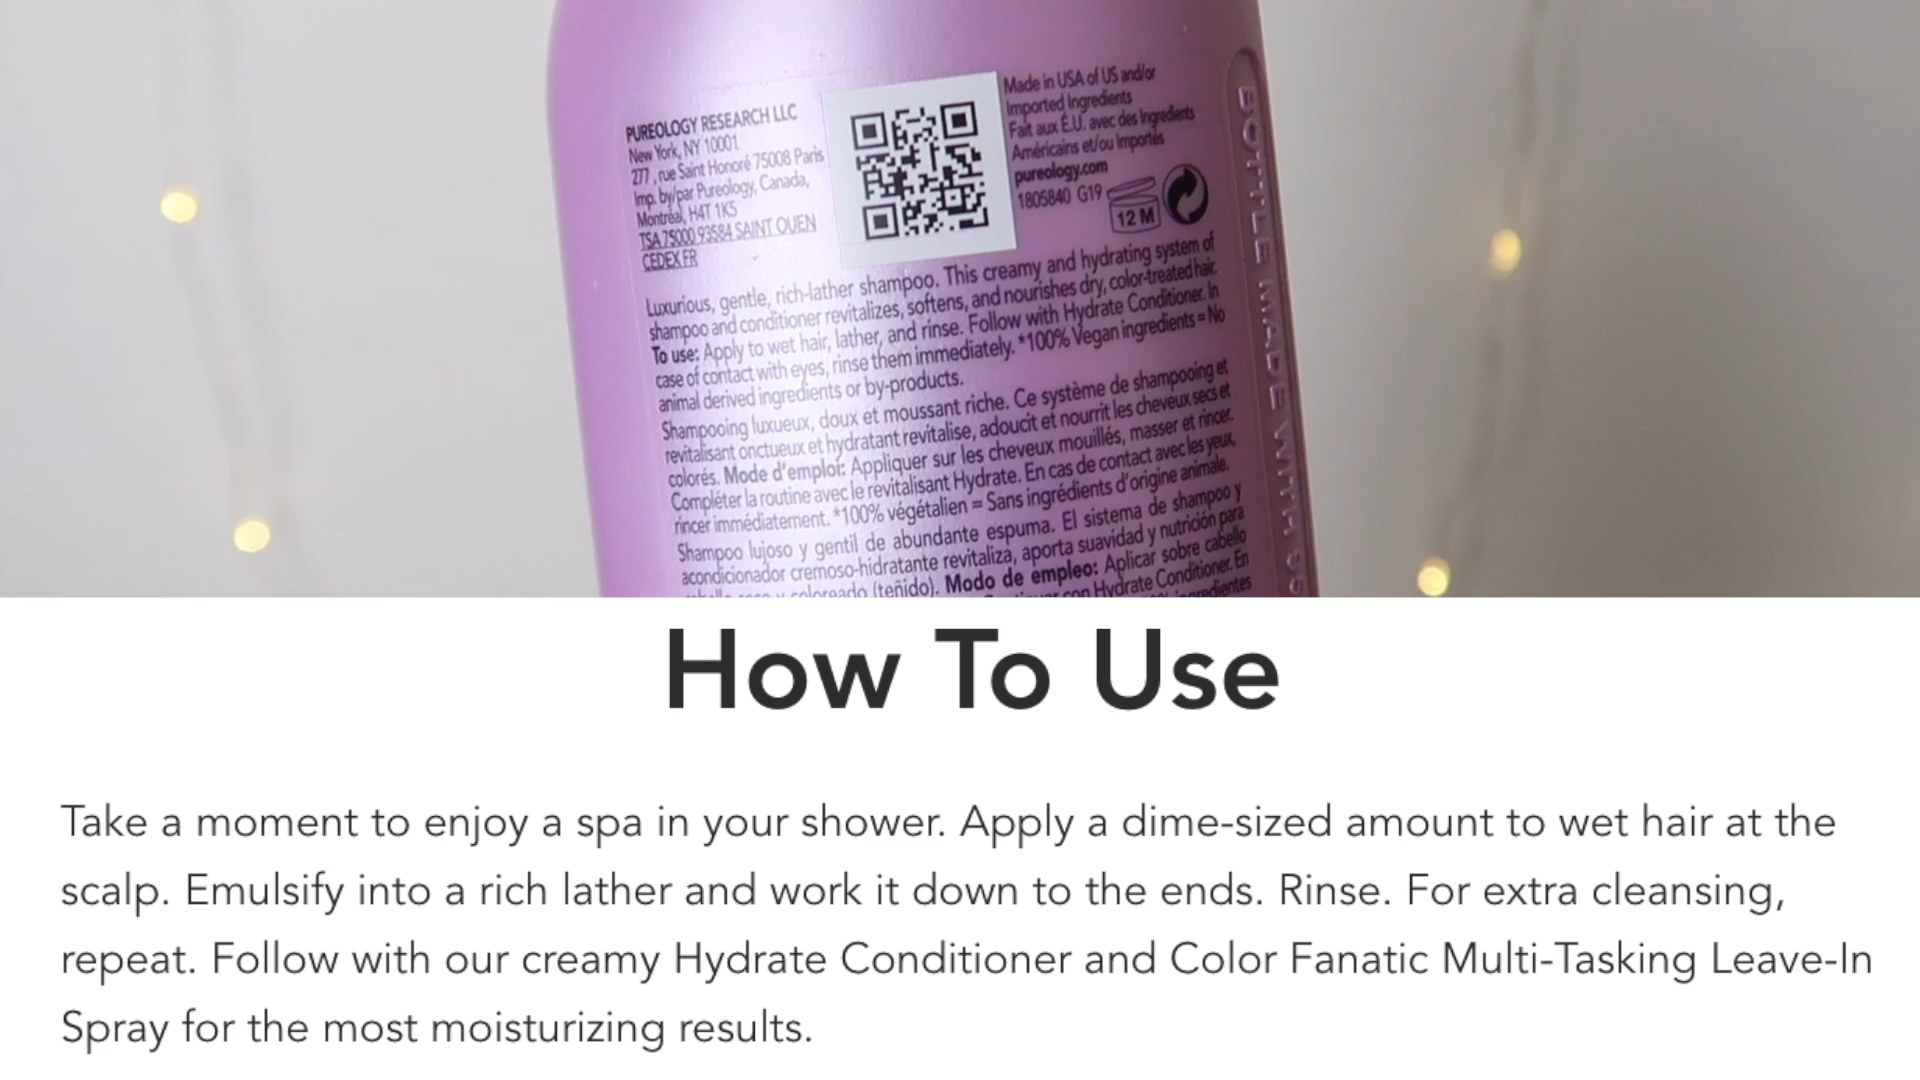 PUREOLOGY RESEARCH LLC
New York, NY 10001
277 , rue Saint Honoré 75008 Paris
Imp. by/par Pureology, Canada,
Montréal, H4T 1K5
TSA 75000 93584 SAINT OUEN
CEDEX FR
Made in USA of US and/or
Imported Ingredients
Fait aux É.U. avec des Ingredients
Américains et/ou Importés
pureology.com
1805840 G19
12 M
BOTTLE MADE WITH 95
Luxurious, gentle, rich-lather shampoo. This creamy and hydrating system of
shampoo and conditioner revitalizes, softens, and nourishes dry, color-treated hair.
To use: Apply to wet hair, lather, and rinse. Follow with Hydrate Conditioner. In
case of contact with eyes, rinse them immediately. *100% Vegan ingredients = No
animal derived ingredients or by-products.
Shampooing luxueux, doux et moussant riche. Ce système de shampooing et
revitalisant onctueux et hydratant revitalise, adoucit et nourrit les cheveux secs et
colorés. Mode d'emploi: Appliquer sur les cheveux mouillés, masser et rincer.
Compléter la routine avec le revitalisant Hydrate. En cas de contact avec les yeux,
rincer immédiatement. *100% végétalien = Sans ingrédients d'origine animale.
Shampoo lujoso y gentil de abundante espuma. El sistema de shampoo y
acondicionador cremoso-hidratante revitaliza, aporta suavidad y nutrición para
y coloreado (teñido). Modo de empleo: Aplicar sobre cabello
con Hydrate Conditioner. En
How To Use
Take a moment to enjoy a spa in your shower. Apply a dime-sized amount to wet hair at the
scalp. Emulsify into a rich lather and work it down to the ends. Rinse. For extra cleansing,
repeat. Follow with our creamy Hydrate Conditioner and Color Fanatic Multi-Tasking Leave-In
Spray for the most moisturizing results.